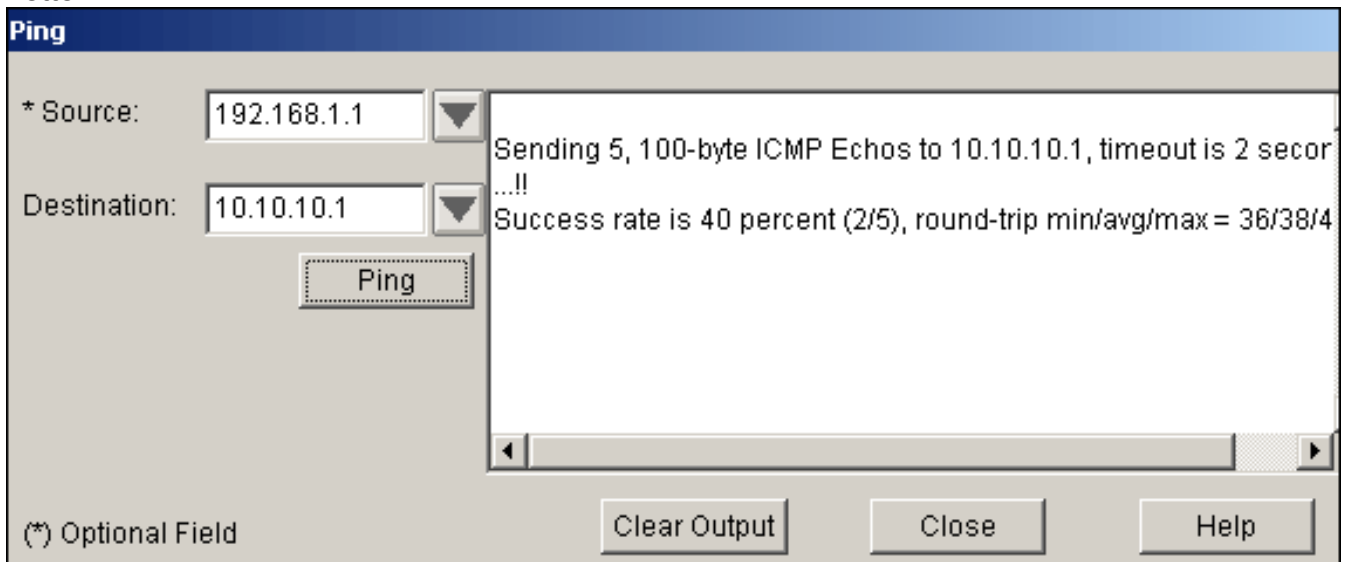 Ping
* Source:
192.168.1.1
Destination:
10.10.10.1
Ping
Sending 5, 100-byte ICMP Echos to 10.10.10.1, timeout is 2
...!!
Success rate is 40 percent (2/5), round-trip min/avg/max = 36/38/4
(*) Optional Field
Clear Output
Close
Help